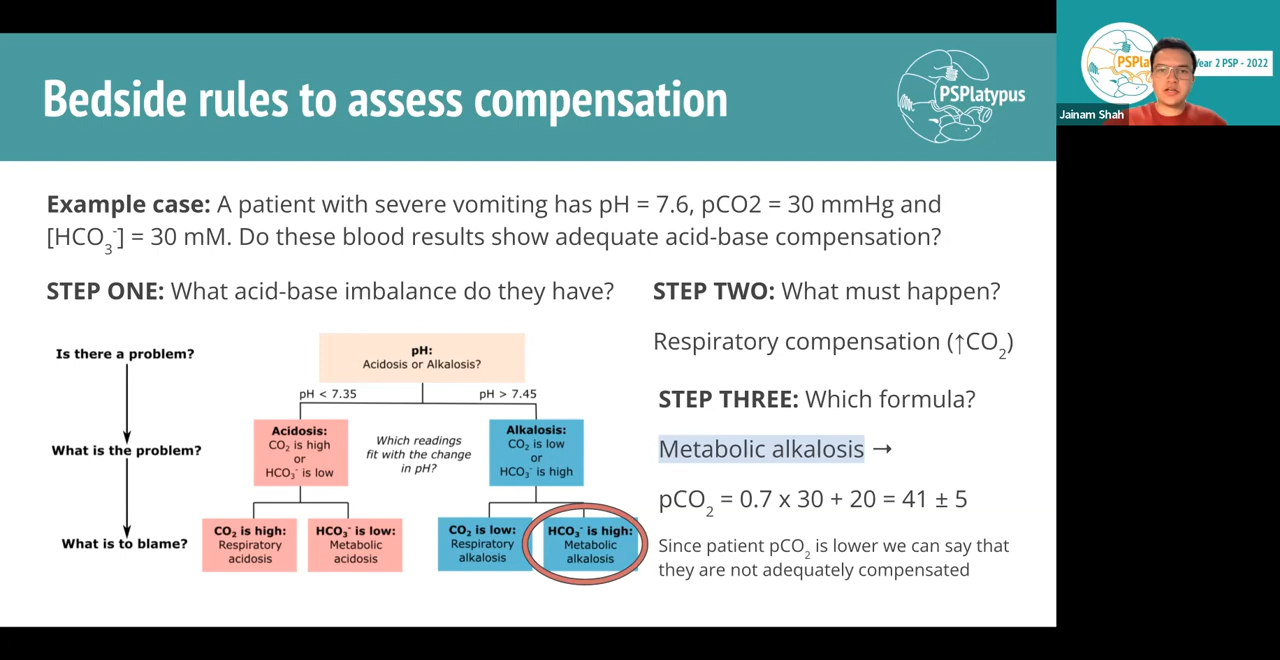 Bedside rules to assess compensation
PSPlatypus
PSPla
Year 2 PSP - 2022
Jainam Shah
Example case: A patient with severe vomiting has pH = 7.6, pCO2 = 30 mmHg and
[HCO₃⁻] = 30 mM. Do these blood results show adequate acid-base compensation?
STEP ONE: What acid-base imbalance do they have?
Is there a problem?
What is the problem?
What is to blame?
pH:
Acidosis or Alkalosis?
pH < 7.35
pH > 7.45
Acidosis:
CO₂ is high
or
HCO₃⁻ is low
Which readings
fit with the change
in pH?
Alkalosis:
CO₂ is low
or
HCO₃⁻ is high
CO₂ is high:
Respiratory
acidosis
HCO₃⁻ is low:
Metabolic
acidosis
CO₂ is low:
Respiratory
alkalosis
HCO₃⁻ is high:
Metabolic
alkalosis
STEP TWO: What must happen?
Respiratory compensation (↑CO₂)
STEP THREE: Which formula?
Metabolic alkalosis →
pCO₂ = 0.7 x 30 + 20 = 41 ± 5
Since patient pCO₂ is lower we can say that
they are not adequately compensated